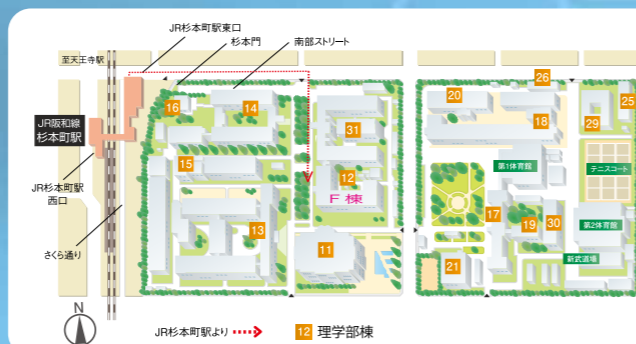 JR杉本町駅東口
杉本門
南部ストリート
至天王寺駅
JR阪和線
杉本町駅
JR杉本町駅
西口
さくら通り
16
14
15
13
31
12
F棟
11
20
26
18
29
25
第1体育館
テニスコート
17
19
30
第2体育館
21
新武道場
N
JR杉本町駅より
12 理学部棟